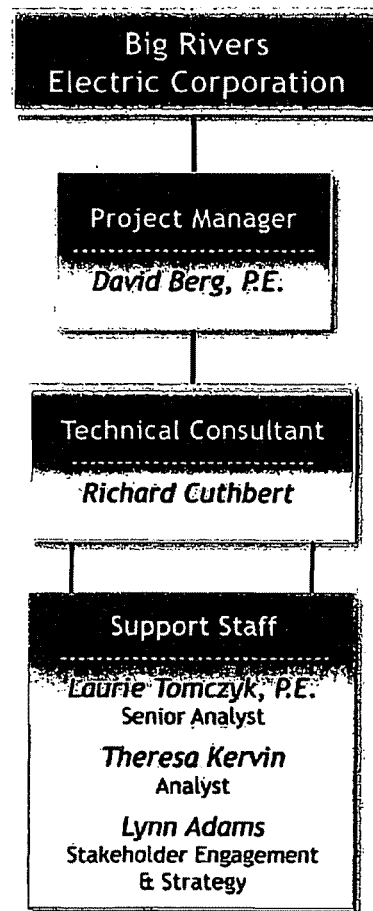 Big Rivers
Electric Corporation
Project Manager
David Berg, P.E.
Technical Consultant
Richard Cuthbert
Support Staff
Laurie Tomczyk, P.E.
Senior Analyst
Theresa Kervin
Analyst
Lynn Adams
Stakeholder Engagement
& Strategy